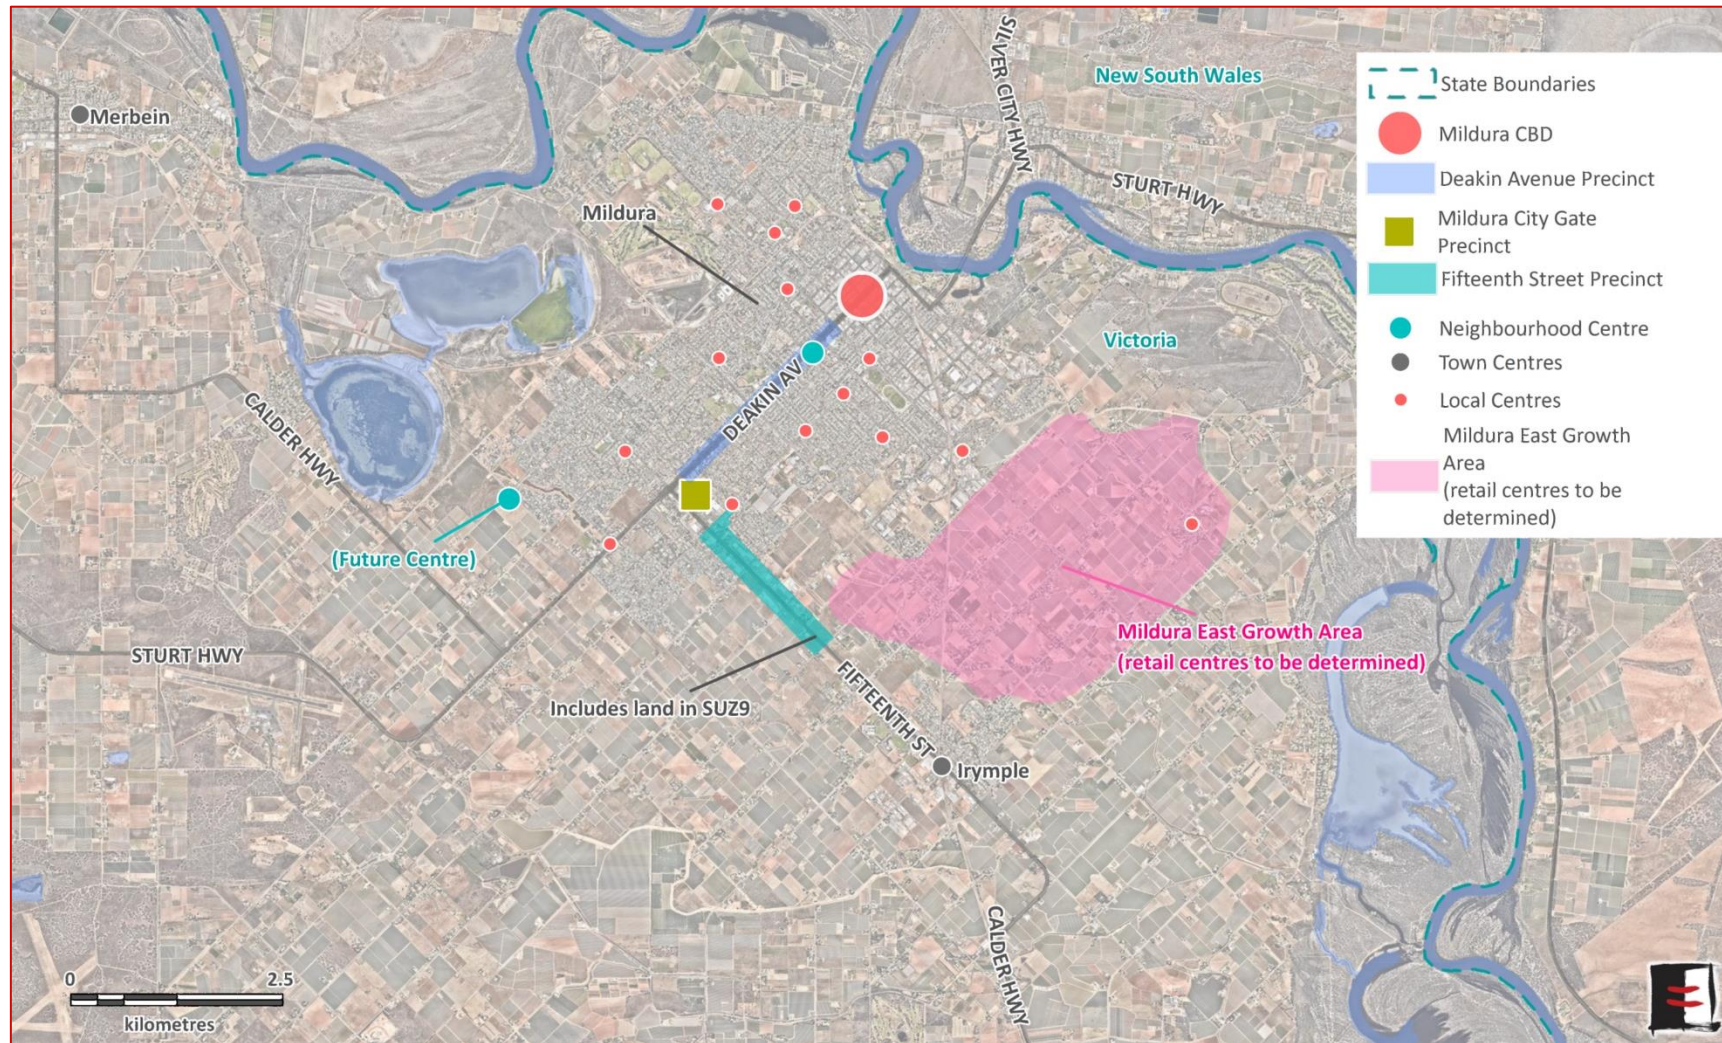 SILVER CITY HWY
New South Wales
Merbein
STURT HWY
Mildura
Victoria
DEAKIN AV
CALDER HWY
(Future Centre)
STURT HWY
Mildura East Growth Area
(retail centres to be determined)
Includes land in SUZ9
FIFTEENTH ST
Irymple
CALDER HWY
0 2.5
kilometres
State Boundaries
Mildura CBD
Deakin Avenue Precinct
Mildura City Gate
Precinct
Fifteenth Street Precinct
Neighbourhood Centre
Town Centres
Local Centres
Mildura East Growth
Area
(retail centres to be
determined)